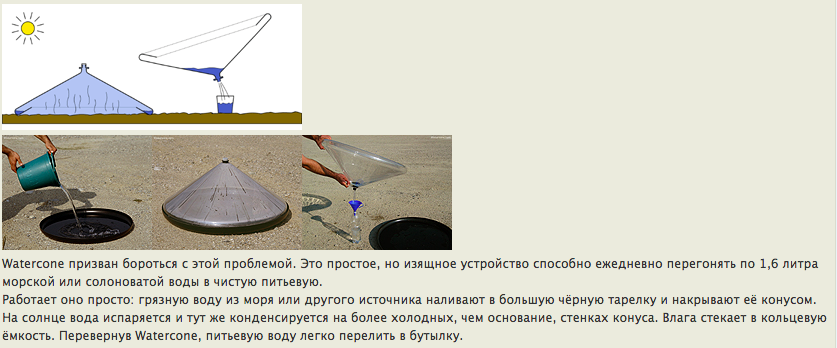 Watercone призван бороться с этой проблемой. Это простое, но изящное устройство способно ежедневно перегонять по 1,6 литра
морской или солоноватой воды в чистую питьевую.
Работает оно просто: грязную воду из моря или другого источника наливают в большую чёрную тарелку и накрывают её конусом.
На солнце вода испаряется и тут же конденсируется на более холодных, чем основание, стенках конуса. Влага стекает в кольцевую
ёмкость. Перевернув Watercone, питьевую воду легко перелить в бутылку.